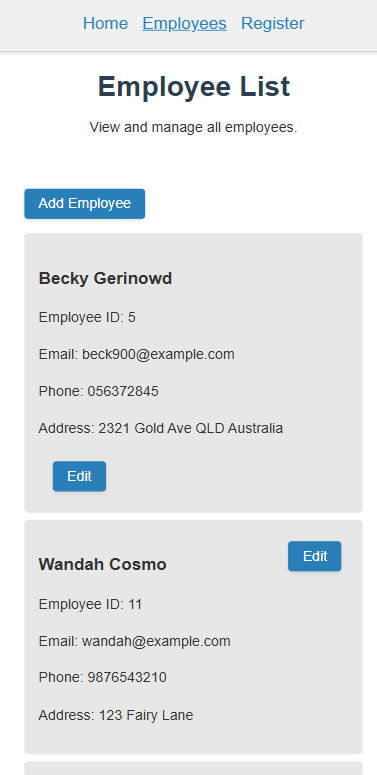 Home Employees Register
Employee List
View and manage all employees.
Add Employee
Becky Gerinowd
Employee ID: 5
Email: beck900@example.com
Phone: 056372845
Address: 2321 Gold Ave QLD Australia
Edit
Wandah Cosmo
Edit
Employee ID: 11
Email: wandah@example.com
Phone: 9876543210
Address: 123 Fairy Lane